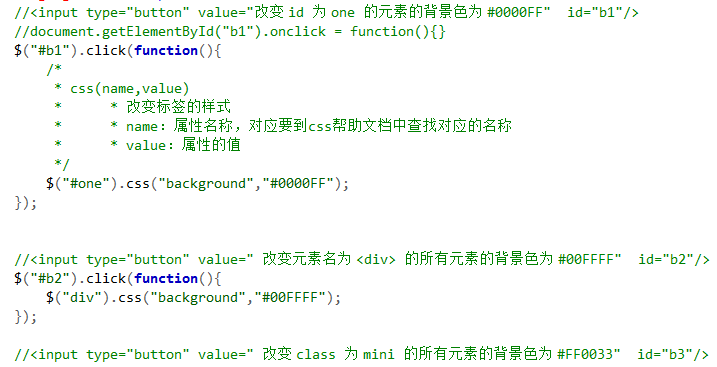 //<input type="button" value="改变 id 为 one 的元素的背景色为 #0000FF"  id="b1"/>
//document.getElementById("b1").onclick = function(){}
$("#b1").click(function(){
    /*
     * css(name,value)
     *      * 改变标签的样式
     *      * name：属性名称，对应要到css帮助文档中查找对应的名称
     *      * value：属性的值
     */
    $("#one").css("background","#0000FF");
});
//<input type="button" value=" 改变元素名为 <div> 的所有元素的背景色为 #00FFFF"  id="b2"/>
$("#b2").click(function(){
    $("div").css("background","#00FFFF");
});
//<input type="button" value=" 改变 class 为 mini 的所有元素的背景色为 #FF0033"  id="b3"/>